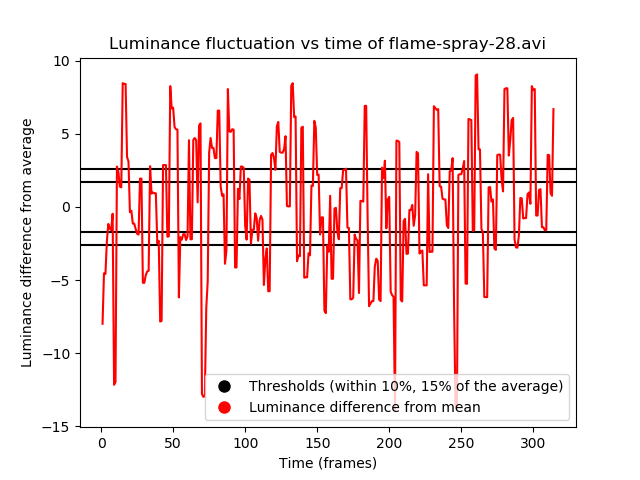 Luminance fluctuation vs time of flame-spray-28.avi
Luminance difference from average
10
5
0
−5
−10
−15
Thresholds (within 10%, 15% of the average)
Luminance difference from mean
0 50 100 150 200 250 300
Time (frames)